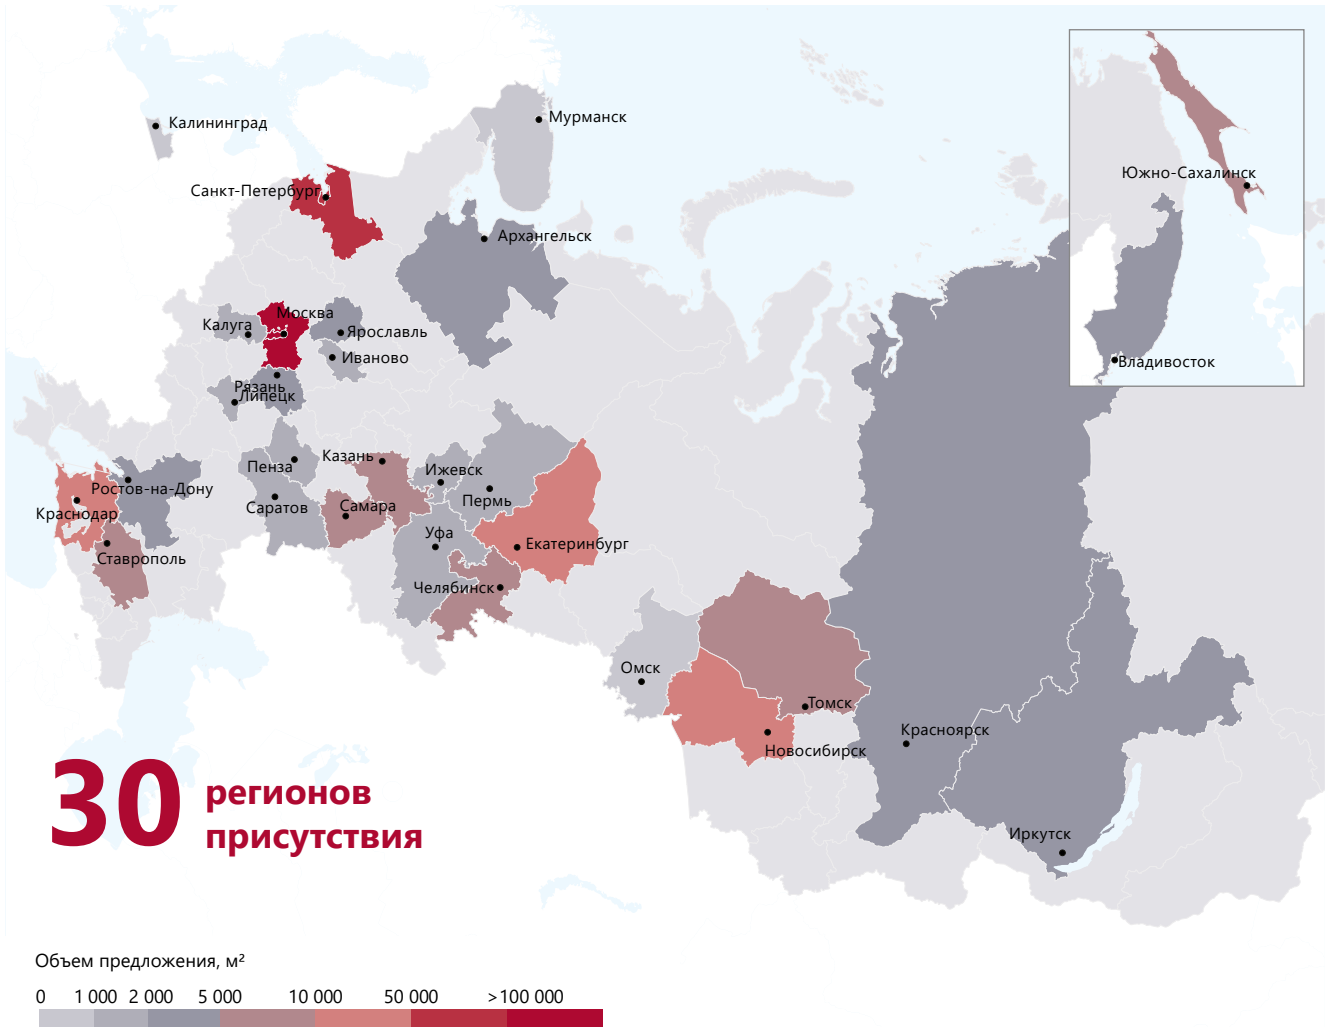 Калининград
Мурманск
Южно-Сахалинск
Санкт-Петербург
Архангельск
Москва
Калуга
Ярославль
Иваново
Владивосток
Рязань
Липецк
Казань
Пенза
Ижевск
Ростов-на-Дону
Пермь
Саратов
Самара
Краснодар
Уфа
Екатеринбург
Ставрополь
Челябинск
Омск
Томск
Красноярск
Новосибирск
30
регионов
присутствия
Иркутск
Объем предложения, м²
0 1 000 2 000 5 000 10 000 50 000 >100 000